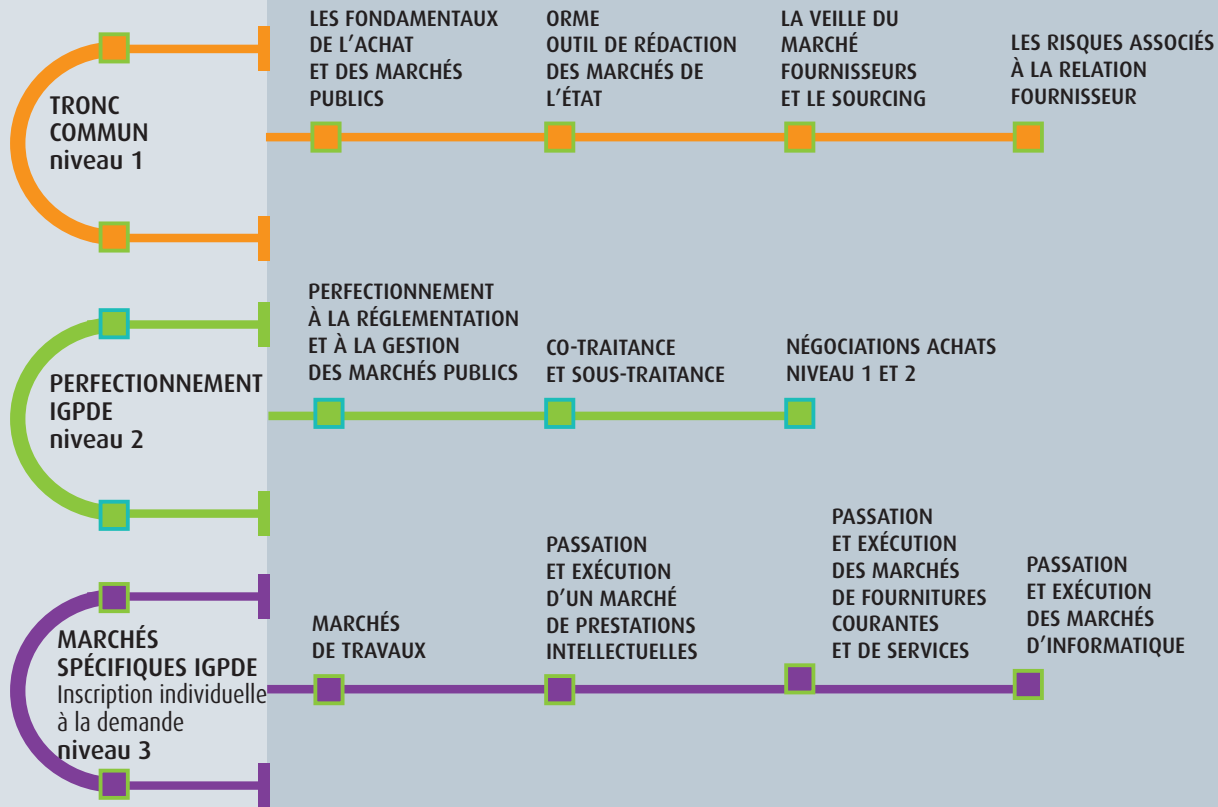 TRONC
COMMUN
niveau 1
LES FONDAMENTAUX
DE L'ACHAT
ET DES MARCHÉS
PUBLICS
ORME
OUTIL DE RÉDACTION
DES MARCHÉS DE
L'ÉTAT
LA VEILLE DU
MARCHÉ
FOURNISSEURS
ET LE SOURCING
LES RISQUES ASSOCIÉS
À LA RELATION
FOURNISSEUR
PERFECTIONNEMENT
IGPDE
niveau 2
PERFECTIONNEMENT
À LA RÉGLEMENTATION
ET À LA GESTION
DES MARCHÉS PUBLICS
CO-TRAITANCE
ET SOUS-TRAITANCE
NÉGOCIATIONS ACHATS
NIVEAU 1 ET 2
MARCHÉS
SPÉCIFIQUES IGPDE
Inscription individuelle
à la demande
niveau 3
MARCHÉS
DE TRAVAUX
PASSATION
ET EXÉCUTION
D'UN MARCHÉ
DE PRESTATIONS
INTELLECTUELLES
PASSATION
ET EXÉCUTION
DES MARCHÉS
DE FOURNITURES
COURANTES
ET DE SERVICES
PASSATION
ET EXÉCUTION
DES MARCHÉS
D'INFORMATIQUE